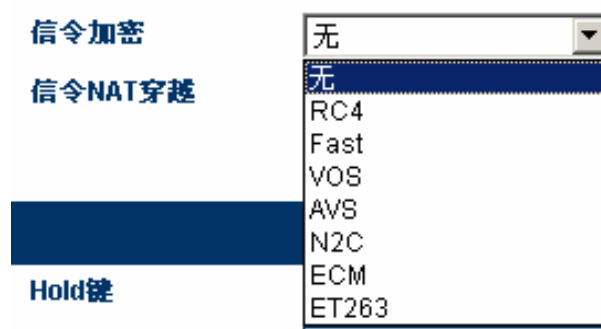 信令加密 无
信令NAT穿越 无
RC4
Fast
VOS
AVS
N2C
ECM
Hold键 ET263